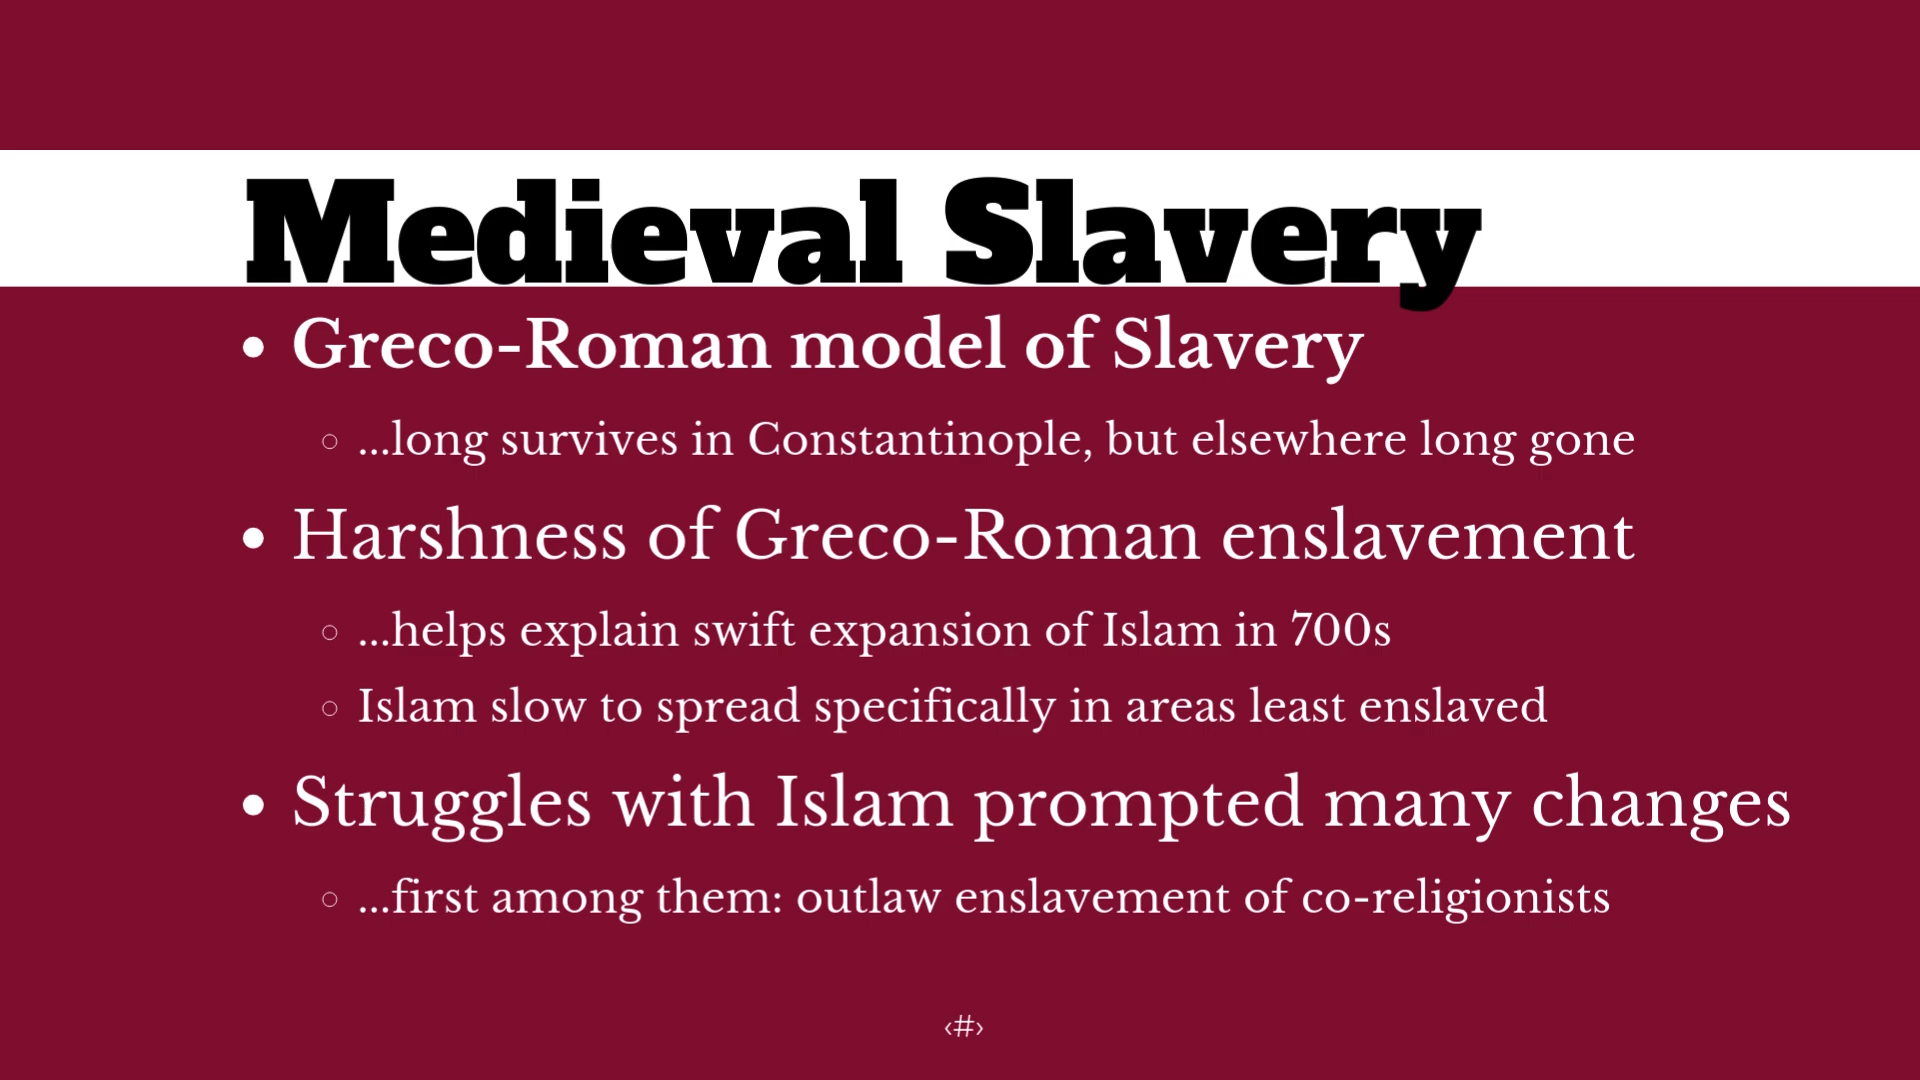 Medieval Slavery
• Greco-Roman model of Slavery
○ ...long survives in Constantinople, but elsewhere long gone
• Harshness of Greco-Roman enslavement
○ ...helps explain swift expansion of Islam in 700s
○ Islam slow to spread specifically in areas least enslaved
• Struggles with Islam prompted many changes
○ ...first among them: outlaw enslavement of co-religionists
‹#›